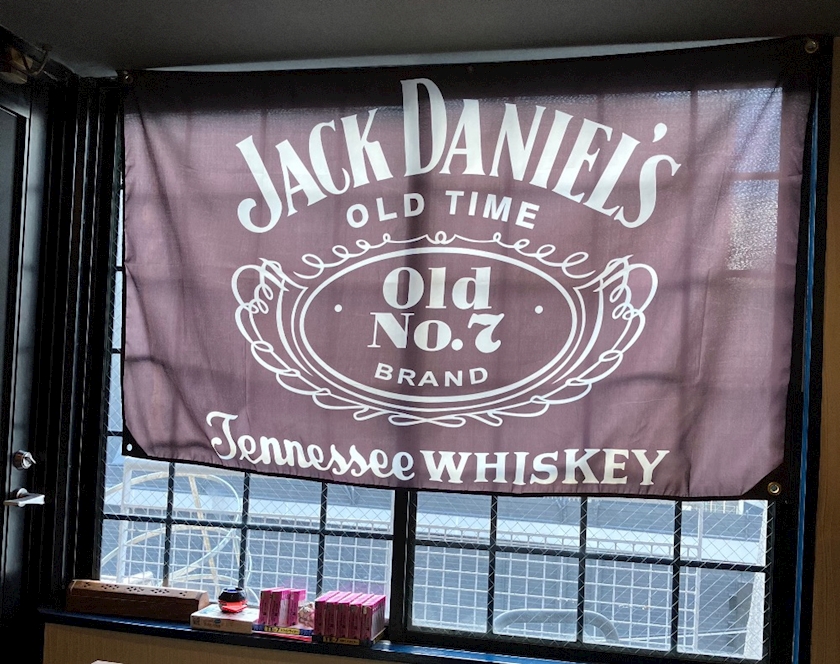 JACK DANIEL'S
OLD TIME
Old
No.7
BRAND
Tennessee WHISKEY